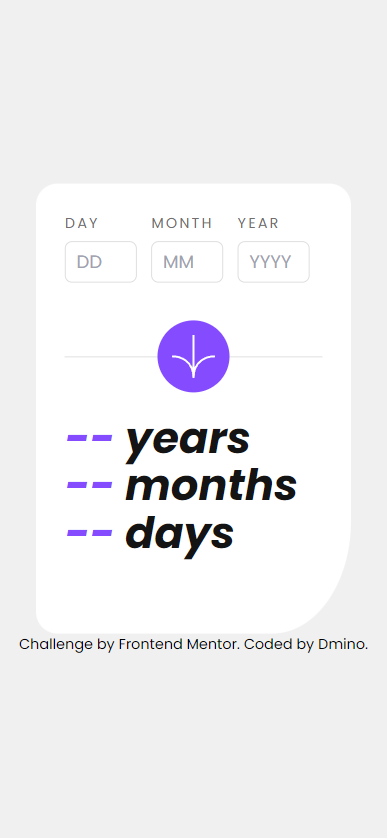 DAY MONTH YEAR
DD MM YYYY
-- years
-- months
-- days
Challenge by Frontend Mentor. Coded by Dmino.